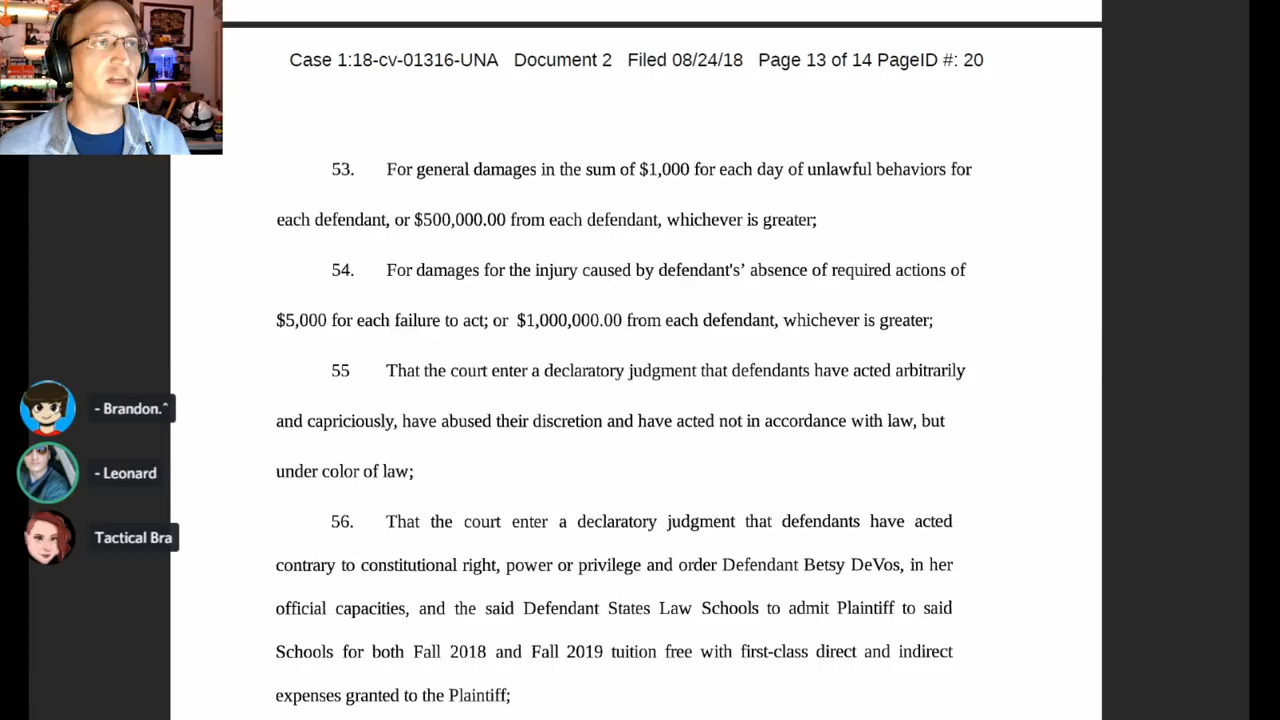 Case 1:18-cv-01316-UNA Document 2 Filed 08/24/18 Page 13 of 14 PageID #: 20
53. For general damages in the sum of $1,000 for each day of unlawful behaviors for
each defendant, or $500,000.00 from each defendant, whichever is greater;
54. For damages for the injury caused by defendant's’ absence of required actions of
$5,000 for each failure to act; or $1,000,000.00 from each defendant, whichever is greater;
55 That the court enter a declaratory judgment that defendants have acted arbitrarily
and capriciously, have abused their discretion and have acted not in accordance with law, but
under color of law;
56. That the court enter a declaratory judgment that defendants have acted
contrary to constitutional right, power or privilege and order Defendant Betsy DeVos, in her
official capacities, and the said Defendant States Law Schools to admit Plaintiff to said
Schools for both Fall 2018 and Fall 2019 tuition free with first-class direct and indirect
expenses granted to the Plaintiff;
- Brandon.^
- Leonard
Tactical Bra